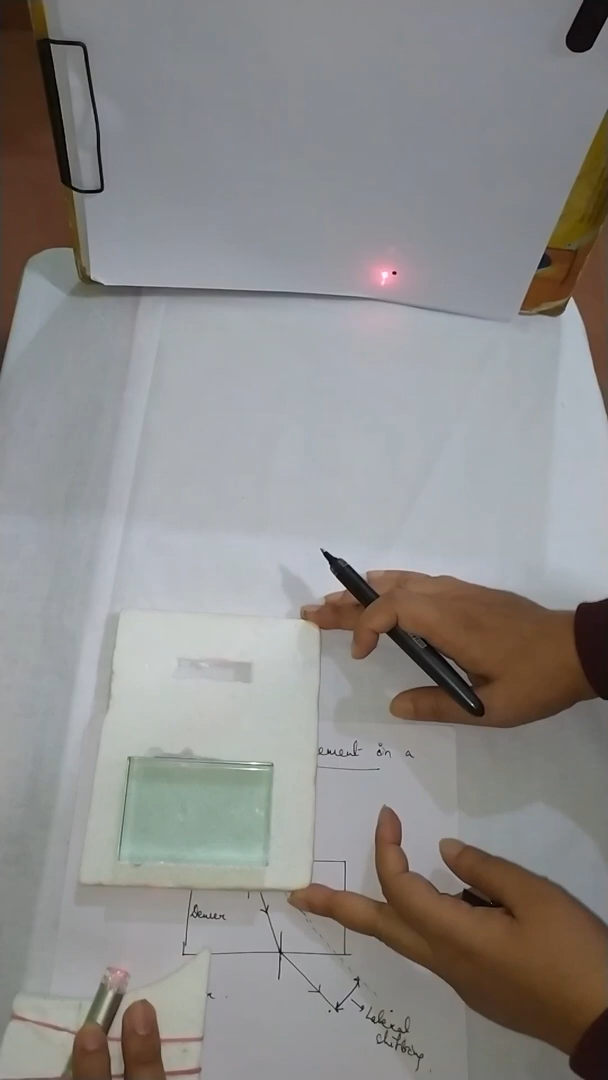 ement on a
Denser
r.
Lateral
shifting